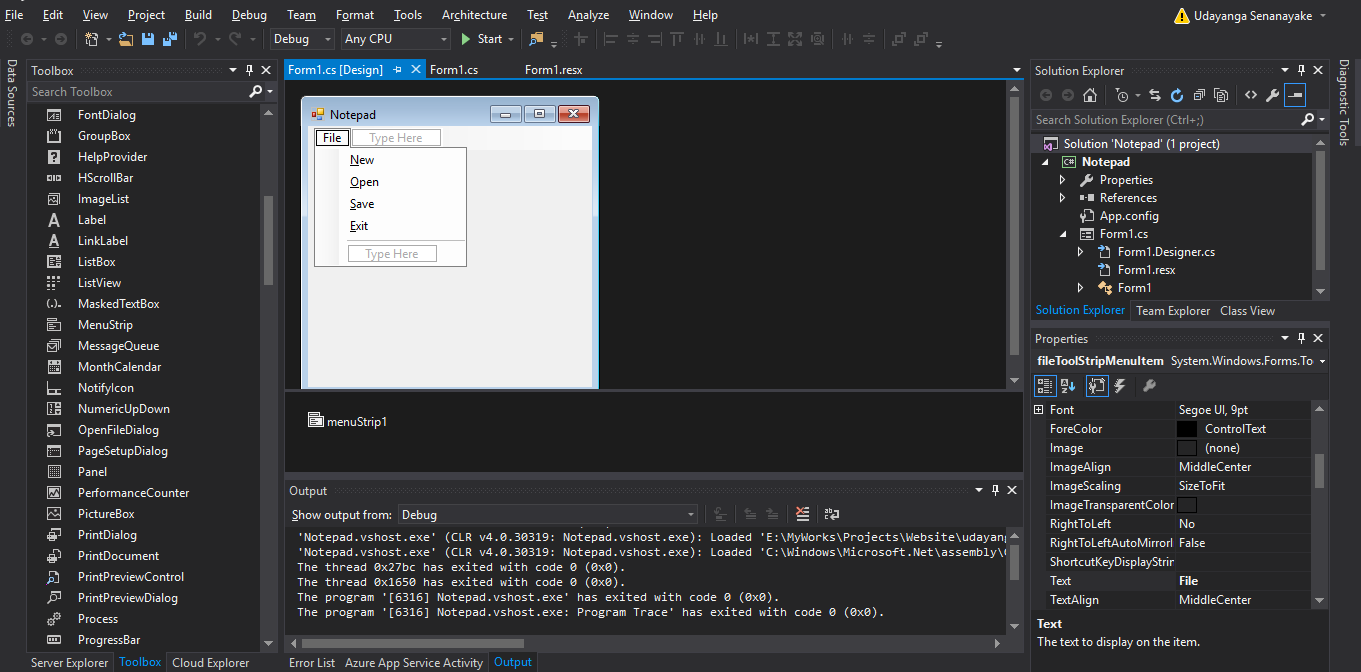 File Edit View Project Build Debug Team Format Tools Architecture Test Analyze Window Help Udayanga Senanayake
Debug Any CPU Start
Data Sources
Toolbox
Search Toolbox
FontDialog
GroupBox
HelpProvider
HScrollBar
ImageList
Label
LinkLabel
ListBox
ListView
MaskedTextBox
MenuStrip
MessageQueue
MonthCalendar
NotifyIcon
NumericUpDown
OpenFileDialog
PageSetupDialog
Panel
PerformanceCounter
PictureBox
PrintDialog
PrintDocument
PrintPreviewControl
PrintPreviewDialog
Process
ProgressBar
Server Explorer Toolbox Cloud Explorer
Form1.cs [Design] Form1.cs Form1.resx
Notepad
File Type Here
New
Open
Save
Exit
Type Here
menuStrip1
Output
Show output from: Debug
'Notepad.vshost.exe' (CLR v4.0.30319: Notepad.vshost.exe): Loaded 'E:\MyWorks\Projects\Website\udayang
'Notepad.vshost.exe' (CLR v4.0.30319: Notepad.vshost.exe): Loaded 'C:\Windows\Microsoft.Net\assembly\
The thread 0x27bc has exited with code 0 (0x0).
The thread 0x1650 has exited with code 0 (0x0).
The program '[6316] Notepad.vshost.exe' has exited with code 0 (0x0).
The program '[6316] Notepad.vshost.exe: Program Trace' has exited with code 0 (0x0).
Error List Azure App Service Activity Output
Solution Explorer
Search Solution Explorer (Ctrl+;)
Solution 'Notepad' (1 project)
C# Notepad
Properties
References
App.config
Form1.cs
Form1.Designer.cs
Form1.resx
Form1
Solution Explorer Team Explorer Class View
Properties
fileToolStripMenuItem System.Windows.Forms.To
Font Segoe UI, 9pt
ForeColor ControlText
Image (none)
ImageAlign MiddleCenter
ImageScaling SizeToFit
ImageTransparentColor
RightToLeft No
RightToLeftAutoMirrorI False
ShortcutKeyDisplayStrin
Text File
TextAlign MiddleCenter
Text
The text to display on the item.
Diagnostic Tools